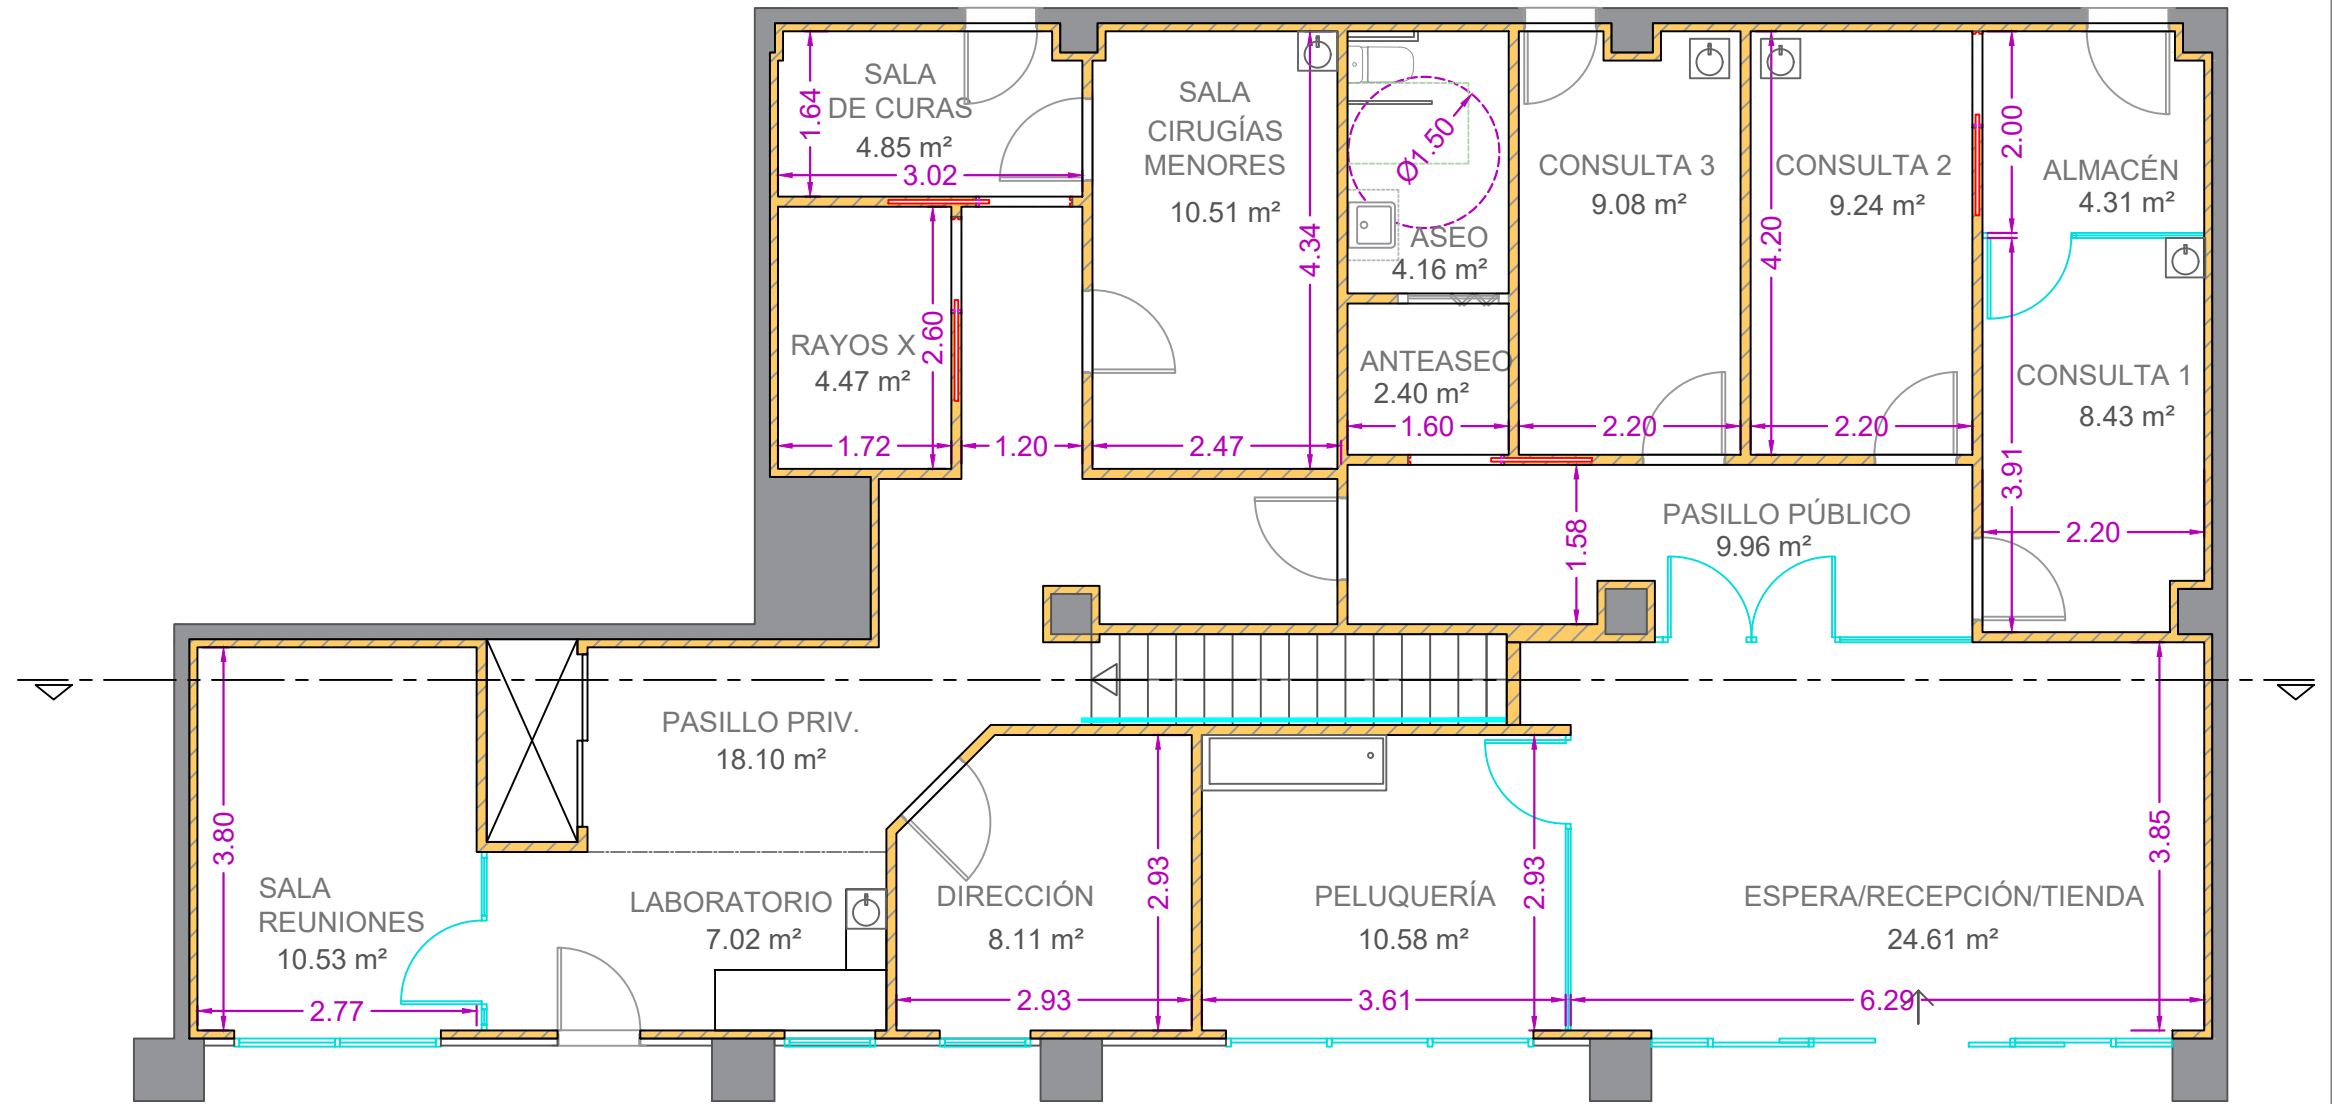 SALA
DE CURAS
4.85 m²
3.02
1.64
SALA
CIRUGÍAS
MENORES
10.51 m²
4.34
2.47
Ø1.50
ASEO
4.16 m²
ANTEASEO
2.40 m²
1.60
CONSULTA 3
9.08 m²
2.20
CONSULTA 2
9.24 m²
4.20
2.20
2.00
ALMACÉN
4.31 m²
CONSULTA 1
8.43 m²
3.91
2.20
RAYOS X
4.47 m²
2.60
1.72
1.20
PASILLO PÚBLICO
9.96 m²
1.58
PASILLO PRIV.
18.10 m²
3.80
SALA
REUNIONES
10.53 m²
2.77
LABORATORIO
7.02 m²
DIRECCIÓN
8.11 m²
2.93
2.93
PELUQUERÍA
10.58 m²
2.93
3.61
ESPERA/RECEPCIÓN/TIENDA
24.61 m²
3.85
6.29